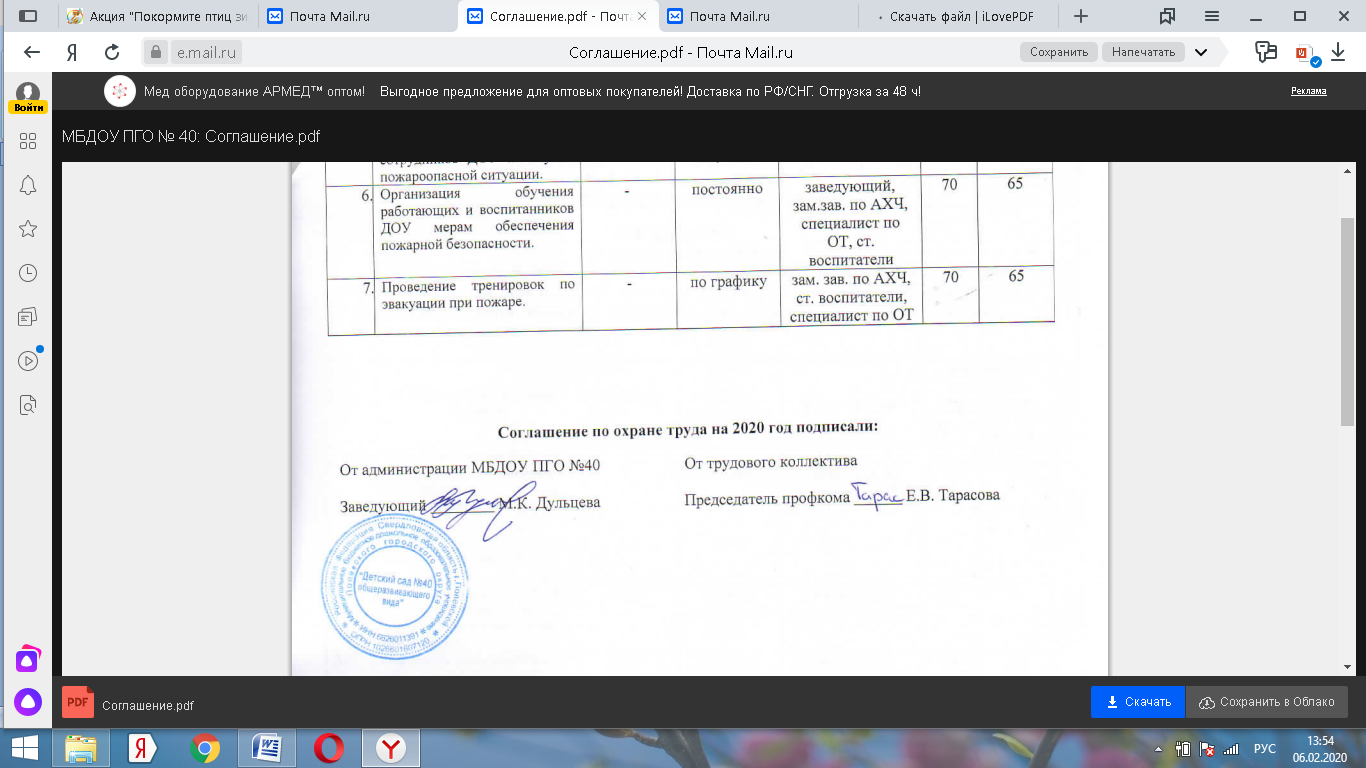 Акция "Покормите птиц зи
Почта Mail.ru
Соглашение.pdf - Почта
Почта Mail.ru
Скачать файл | iLovePDF
Я
e.mail.ru
Соглашение.pdf - Почта Mail.ru
Сохранить
Напечатать
Войти
Мед оборудование АРМЕД™ оптом! Выгодное предложение для оптовых покупателей! Доставка по РФ/СНГ. Отгрузка за 48 ч!
Реклама
МБДОУ ПГО № 40: Соглашение.pdf
пожароопасной ситуации.
6. Организация обучения - постоянно заведующий, 70 65
работающих и воспитанников зам.зав. по АХЧ,
ДОУ мерам обеспечения специалист по
пожарной безопасности. ОТ, ст.
воспитатели
7. Проведение тренировок по - по графику зам. зав. по АХЧ, 70 65
эвакуации при пожаре. ст. воспитатели,
специалист по ОТ
Соглашение по охране труда на 2020 год подписали:
От администрации МБДОУ ПГО №40 От трудового коллектива
Заведующий М.К. Дульцева Председатель профкома Тарас Е.В. Тарасова
"Детский сад №40
общеразвивающего
вида"
PDF
Соглашение.pdf
Скачать
Сохранить в Облако
РУС
13:54
06.02.2020